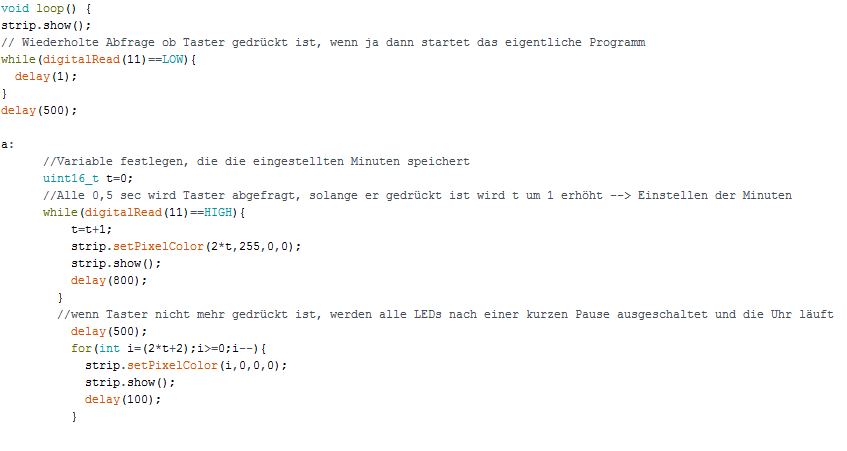 void loop() {
strip.show();
// Wiederholte Abfrage ob Taster gedrückt ist, wenn ja dann startet das eigentliche Programm
while(digitalRead(11)==LOW){
  delay(1);
}
delay(500);

a:
      //Variable festlegen, die die eingestellten Minuten speichert
      uint16_t t=0;
      //Alle 0,5 sec wird Taster abgefragt, solange er gedrückt ist wird t um 1 erhöht --> Einstellen der Minuten
      while(digitalRead(11)==HIGH){
          t=t+1;
          strip.setPixelColor(2*t,255,0,0);
          strip.show();
          delay(800);
        }
        //wenn Taster nicht mehr gedrückt ist, werden alle LEDs nach einer kurzen Pause ausgeschaltet und die Uhr läuft
          delay(500);
          for(int i=(2*t+2);i>=0;i--){
            strip.setPixelColor(i,0,0,0);
            strip.show();
            delay(100);
          }